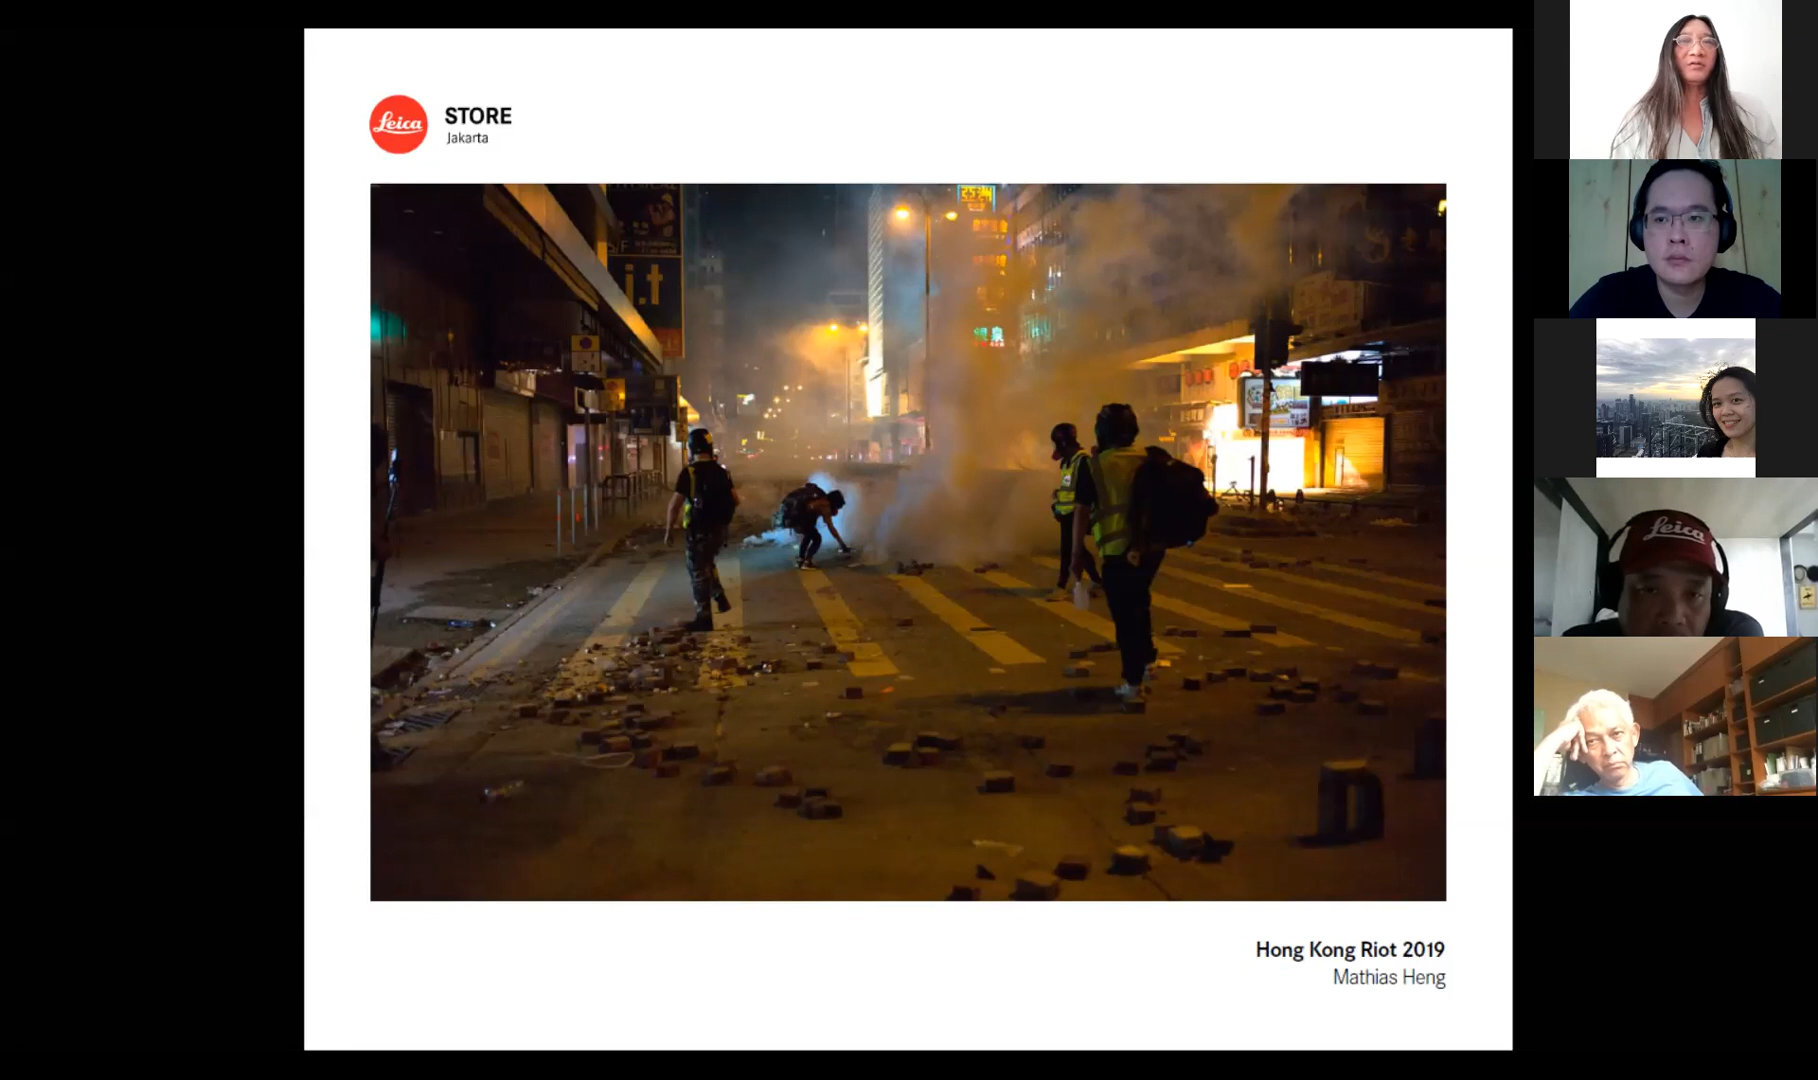 Leica
STORE
Jakarta
i.t
Leica
Hong Kong Riot 2019
Mathias Heng